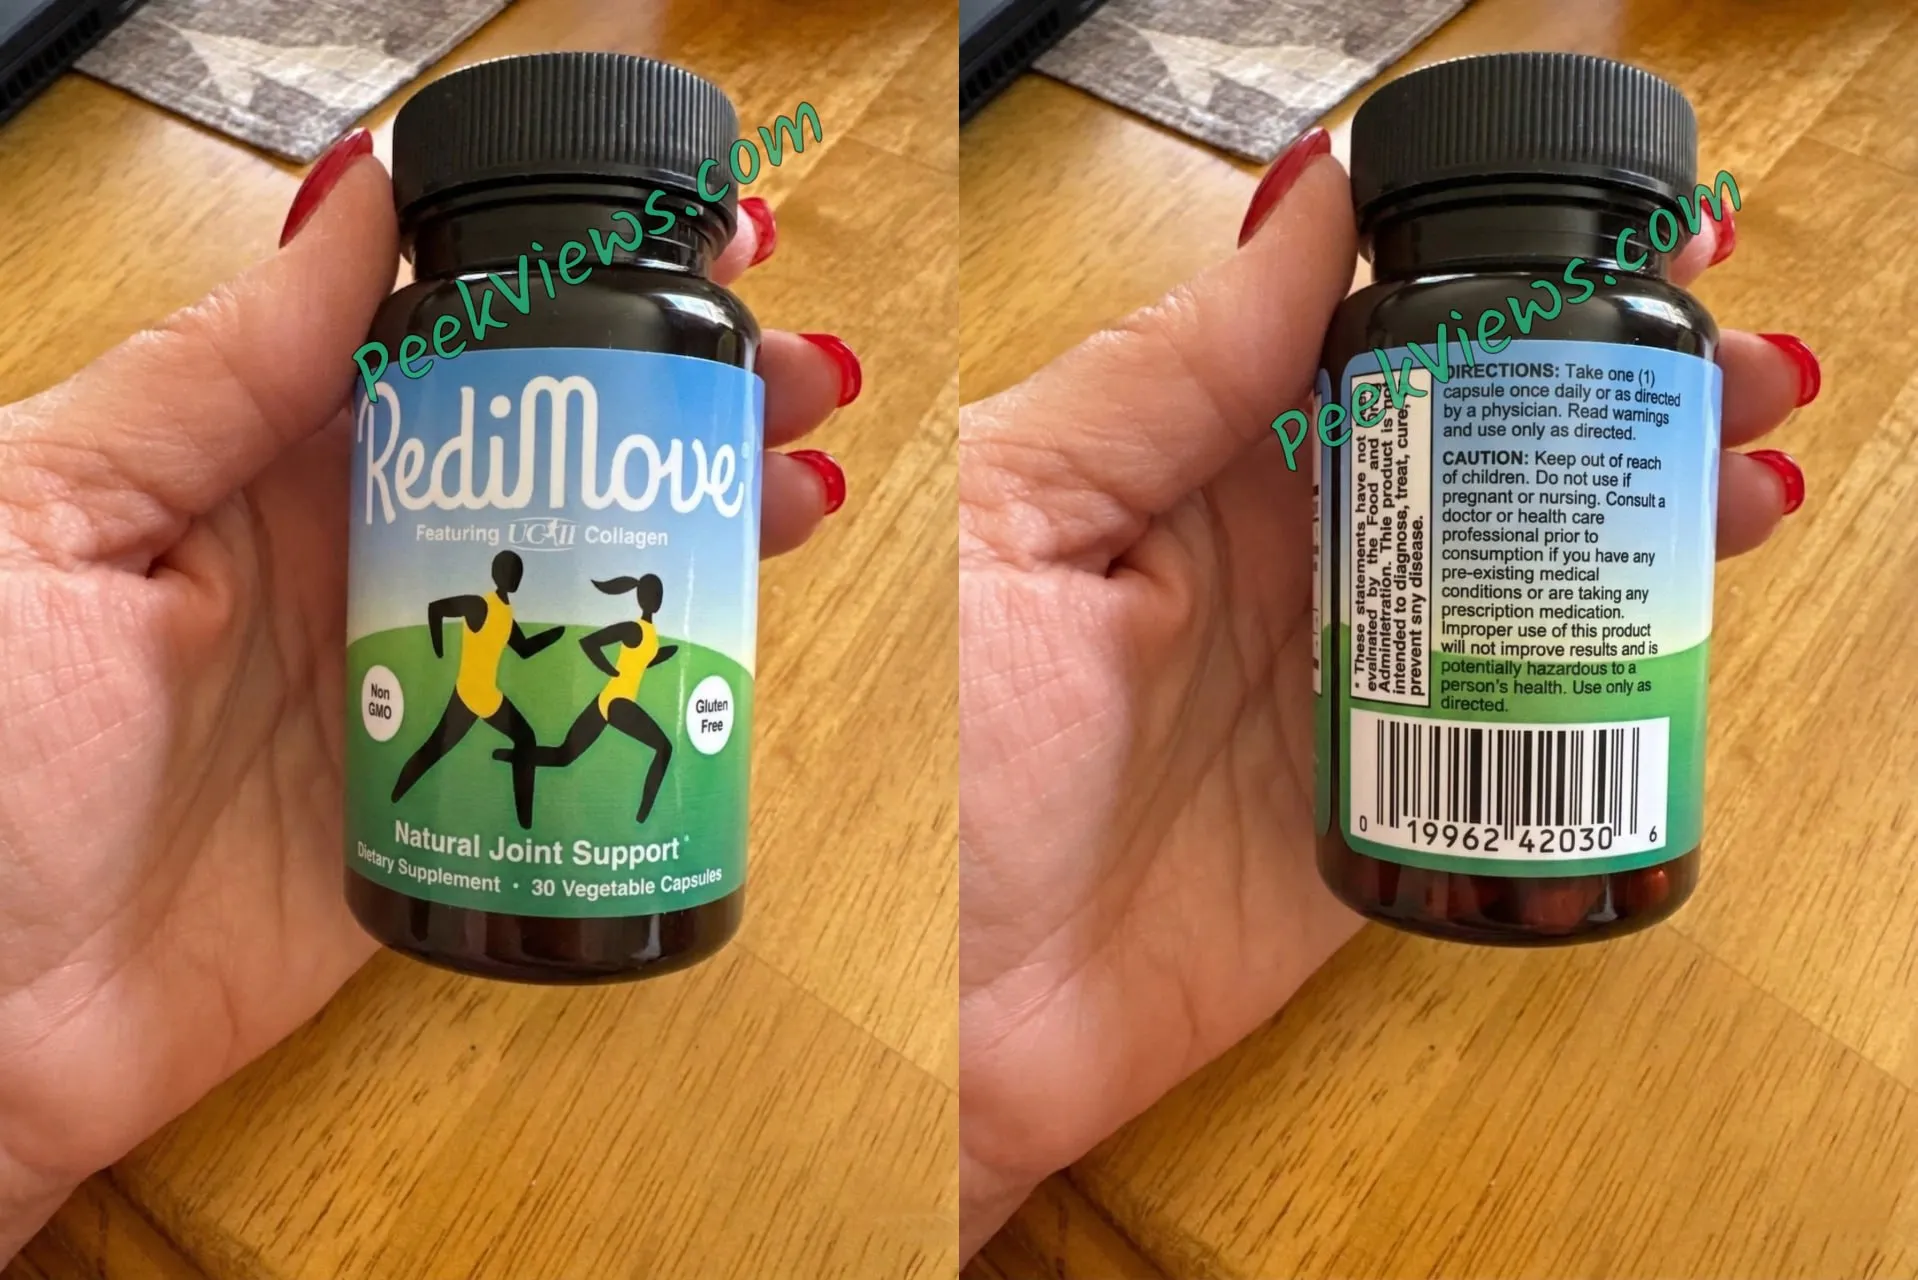 PeekViews.com
RediMove
Featuring UC-II Collagen
Non
GMO
Gluten
Free
Natural Joint Support*
Dietary Supplement • 30 Vegetable Capsules
PeekViews.com
* These statements have not
evalnated by the Food and
Adminietration. Thie product is not
intended to diagnose, treat, cure,
prevent sny disease.
DIRECTIONS: Take one (1)
capsule once daily or as directed
by a physician. Read warnings
and use only as directed.
CAUTION: Keep out of reach
of children. Do not use if
pregnant or nursing. Consult a
doctor or health care
professional prior to
consumption if you have any
pre-existing medical
conditions or are taking any
prescription medication.
Improper use of this product
will not improve results and is
potentially hazardous to a
person's health. Use only as
directed.
0 19962 42030 6